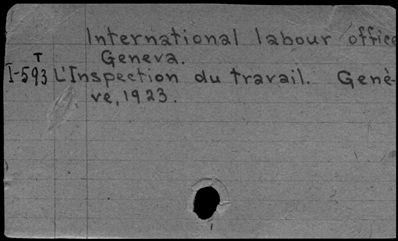 International labour office
Geneva.
T
I-593 L'Inspection du travail. Genè-
ve, 1923.